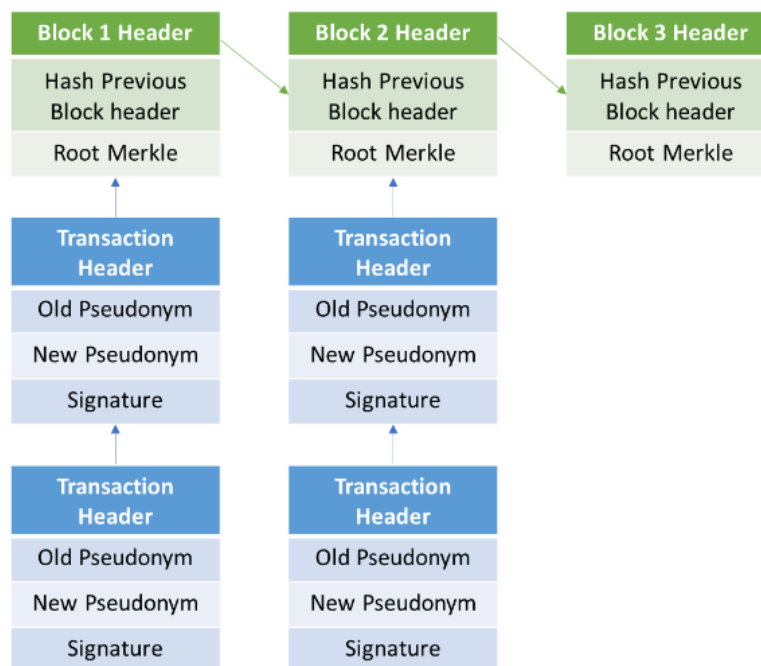 Block 1 Header
Hash Previous
Block header
Root Merkle
Transaction
Header
Old Pseudonym
New Pseudonym
Signature
Transaction
Header
Old Pseudonym
New Pseudonym
Signature
Block 2 Header
Hash Previous
Block header
Root Merkle
Transaction
Header
Old Pseudonym
New Pseudonym
Signature
Transaction
Header
Old Pseudonym
New Pseudonym
Signature
Block 3 Header
Hash Previous
Block header
Root Merkle